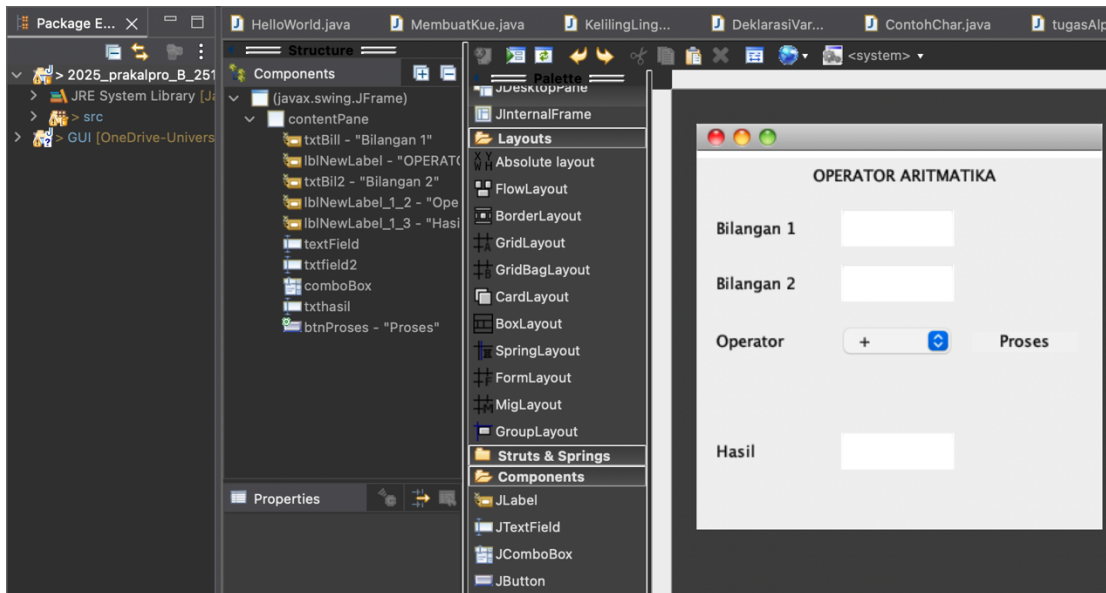 Package E...
HelloWorld.java
MembuatKue.java
KelilingLing...
DeklarasiVar...
ContohChar.java
tugasAlp
> 2025_prakalpro_B_251
JRE System Library [Ja
> src
> GUI [OneDrive-Univers
Structure
Components
(javax.swing.JFrame)
contentPane
txtBill - "Bilangan 1"
lblNewLabel - "OPERATO
txtBil2 - "Bilangan 2"
lblNewLabel_1_2 - "Ope
lblNewLabel_1_3 - "Hasi
textField
txtfield2
comboBox
txthasil
btnProses - "Proses"
Properties
<system>
Palette
JDesktopPane
JInternalFrame
Layouts
Absolute layout
FlowLayout
BorderLayout
GridLayout
GridBagLayout
CardLayout
BoxLayout
SpringLayout
FormLayout
MigLayout
GroupLayout
Struts & Springs
Components
JLabel
JTextField
JComboBox
JButton
OPERATOR ARITMATIKA
Bilangan 1
Bilangan 2
Operator + Proses
Hasil